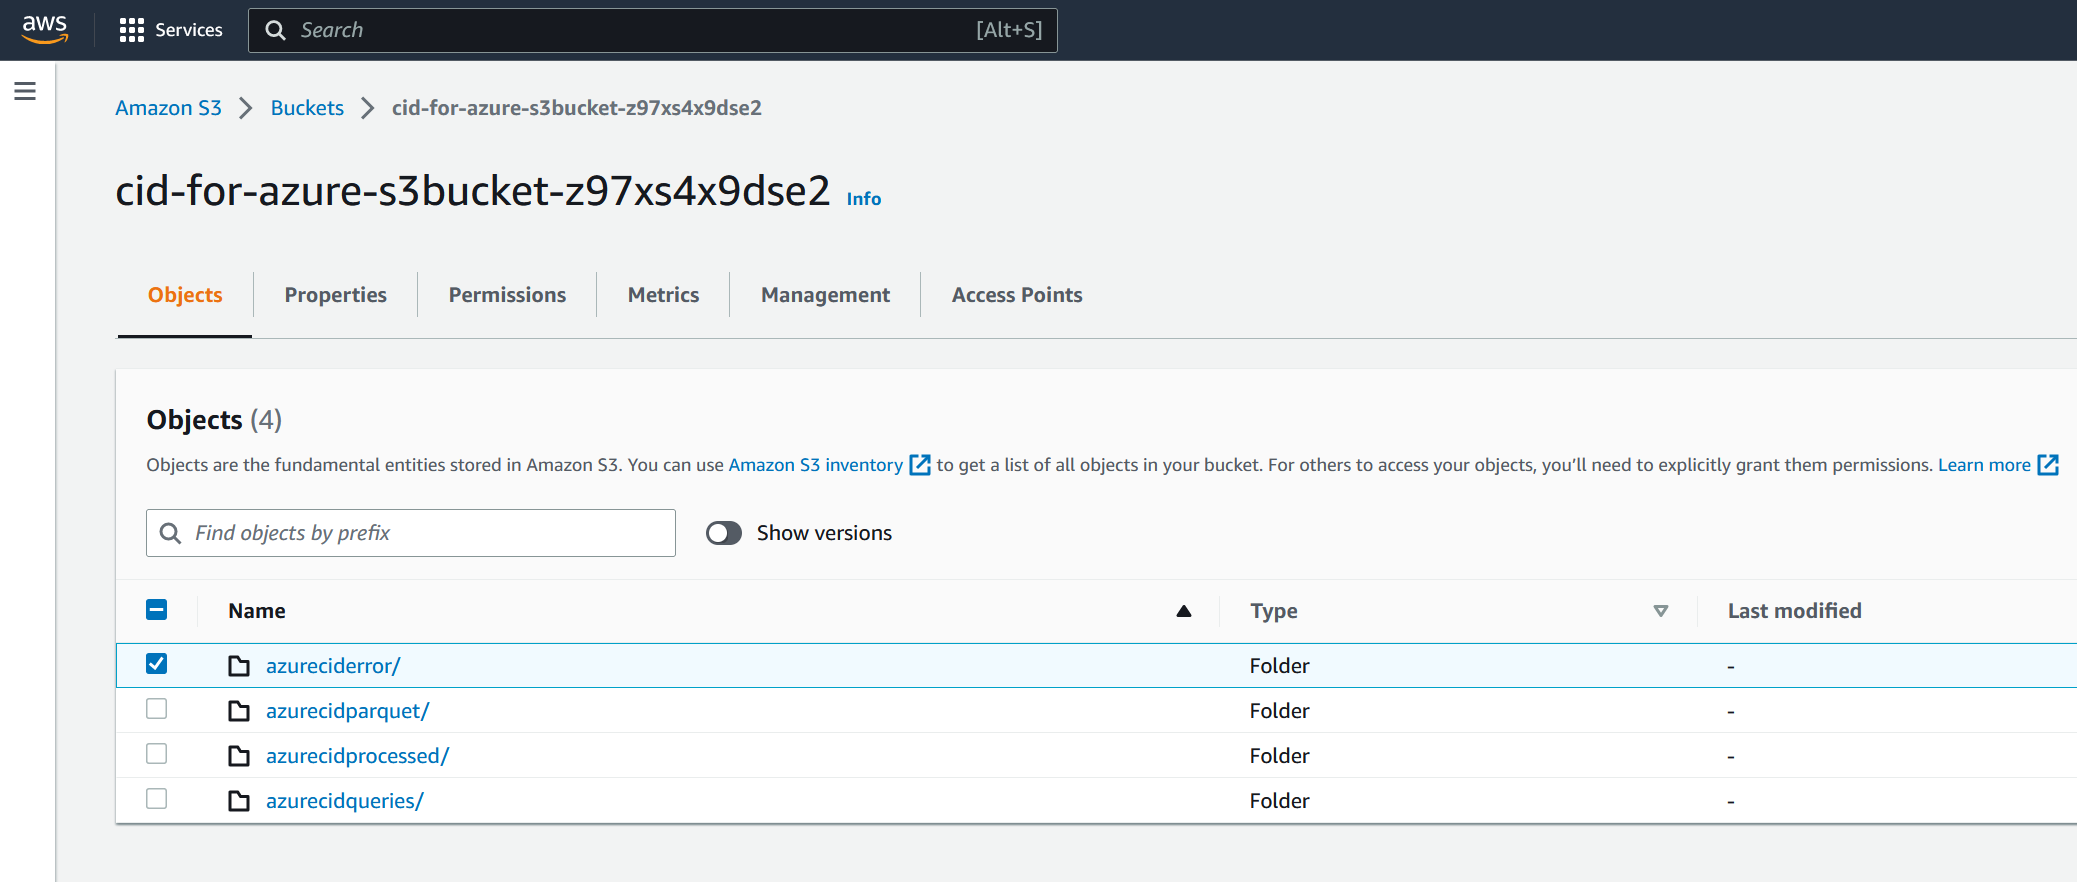 aws Services Search [Alt+S]
Amazon S3 Buckets cid-for-azure-s3bucket-z97xs4x9dse2
cid-for-azure-s3bucket-z97xs4x9dse2 Info
Objects Properties Permissions Metrics Management Access Points
Objects (4)
Objects are the fundamental entities stored in Amazon S3. You can use Amazon S3 inventory to get a list of all objects in your bucket. For others to access your objects, you’ll need to explicitly grant them permissions. Learn more
Find objects by prefix Show versions
Name Type Last modified
azureciderror/ Folder -
azurecidparquet/ Folder -
azurecidprocessed/ Folder -
azurecidqueries/ Folder -